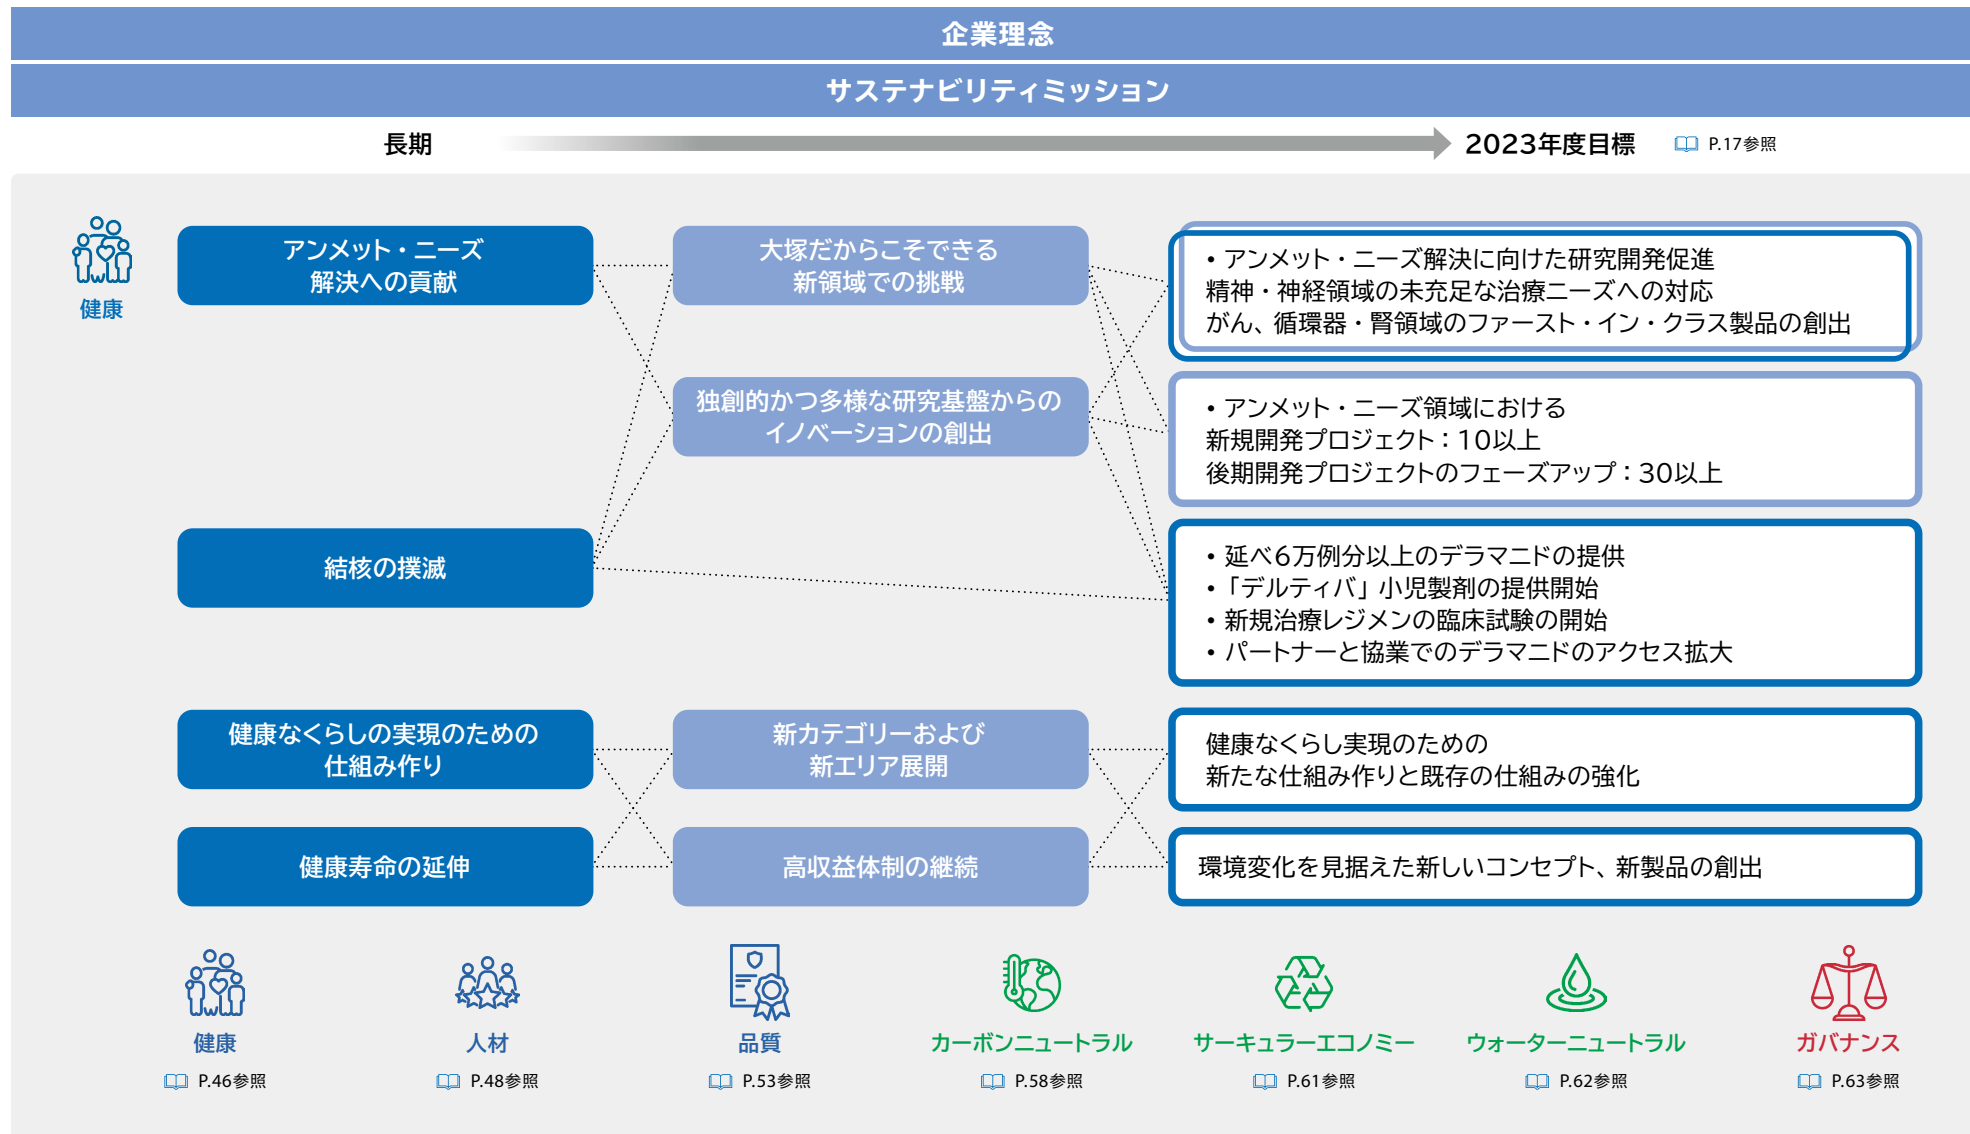 企業理念
サステナビリティミッション
長期
2023年度目標
P.17参照
健康
アンメット・ニーズ
解決への貢献
大塚だからこそできる
新領域での挑戦
• アンメット・ニーズ解決に向けた研究開発促進
精神・神経領域の未充足な治療ニーズへの対応
がん、循環器・腎領域のファースト・イン・クラス製品の創出
独創的かつ多様な研究基盤からの
イノベーションの創出
• アンメット・ニーズ領域における
新規開発プロジェクト：10以上
後期開発プロジェクトのフェーズアップ：30以上
結核の撲滅
• 延べ6万例分以上のデラマニドの提供
• 「デルティバ」小児製剤の提供開始
• 新規治療レジメンの臨床試験の開始
• パートナーと協業でのデラマニドのアクセス拡大
健康なくらしの実現のための
仕組み作り
新カテゴリーおよび
新エリア展開
健康なくらし実現のための
新たな仕組み作りと既存の仕組みの強化
健康寿命の延伸
高収益体制の継続
環境変化を見据えた新しいコンセプト、新製品の創出
健康
P.46参照
人材
P.48参照
品質
P.53参照
カーボンニュートラル
P.58参照
サーキュラーエコノミー
P.61参照
ウォーターニュートラル
P.62参照
ガバナンス
P.63参照